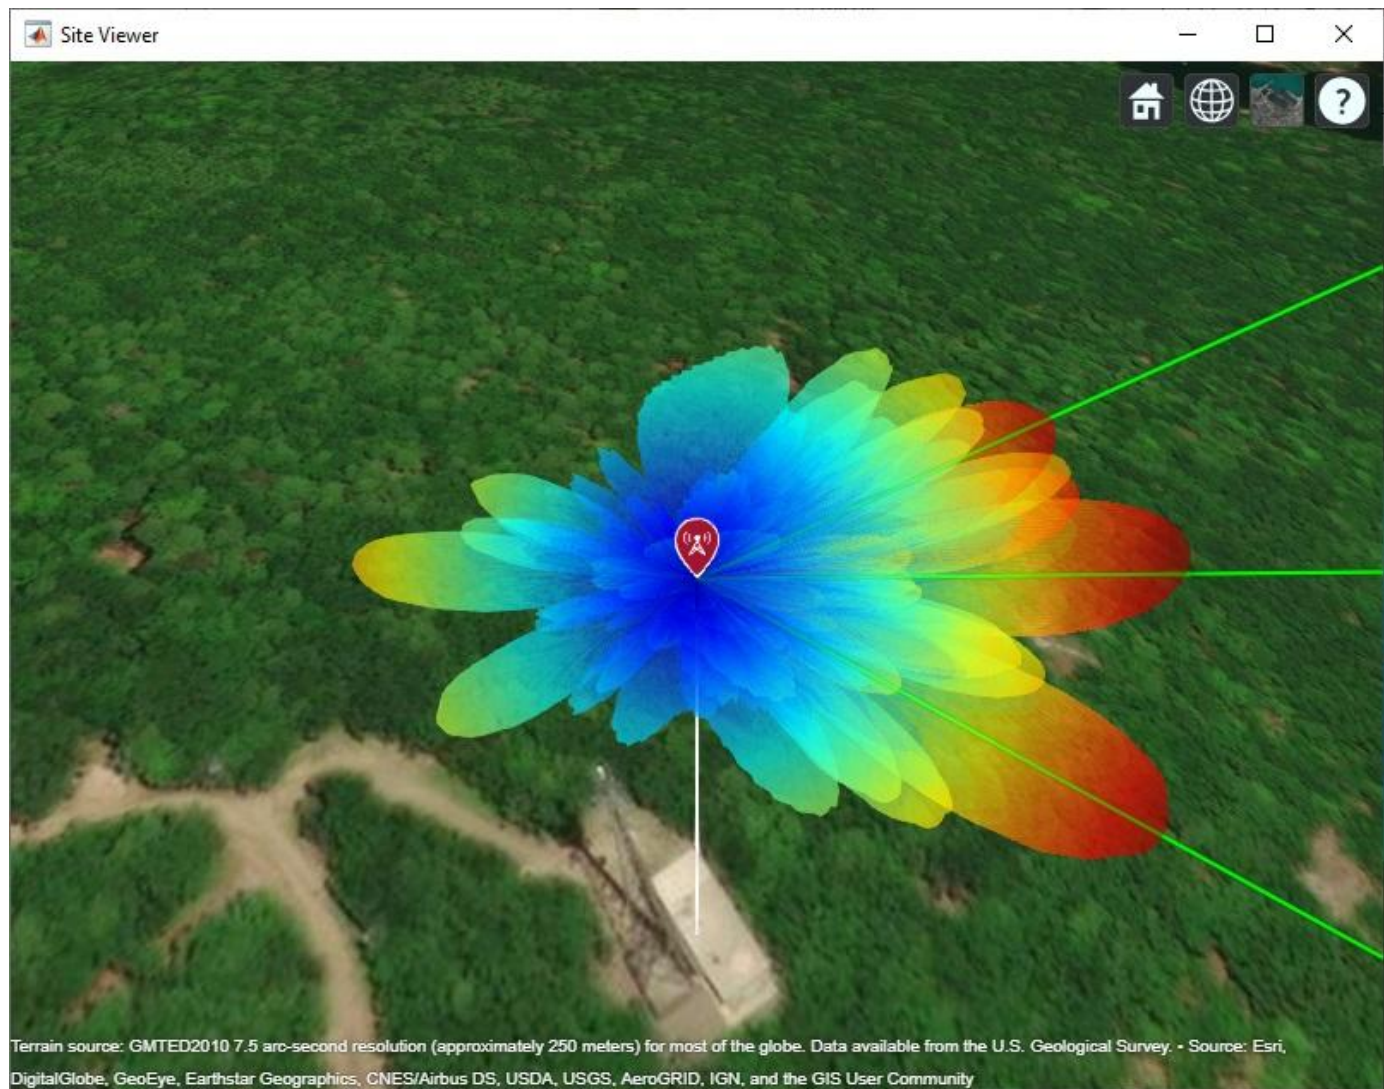 Site Viewer
?
Terrain source: GMTED2010 7.5 arc-second resolution (approximately 250 meters) for most of the globe. Data available from the U.S. Geological Survey. - Source: Esri,
DigitalGlobe, GeoEye, Earthstar Geographics, CNES/Airbus DS, USDA, USGS, AeroGRID, IGN, and the GIS User Community